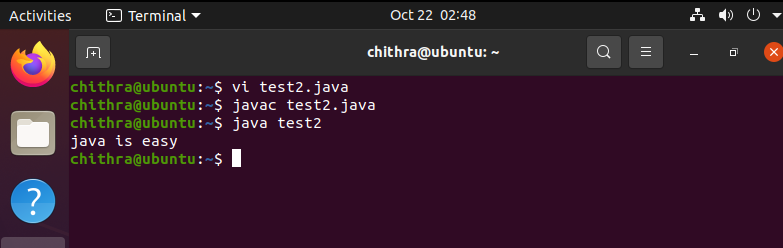 Activities
Terminal
Oct 22 02:48
chithra@ubuntu: ~
chithra@ubuntu:~$ vi test2.java
chithra@ubuntu:~$ javac test2.java
chithra@ubuntu:~$ java test2
java is easy
chithra@ubuntu:~$
?